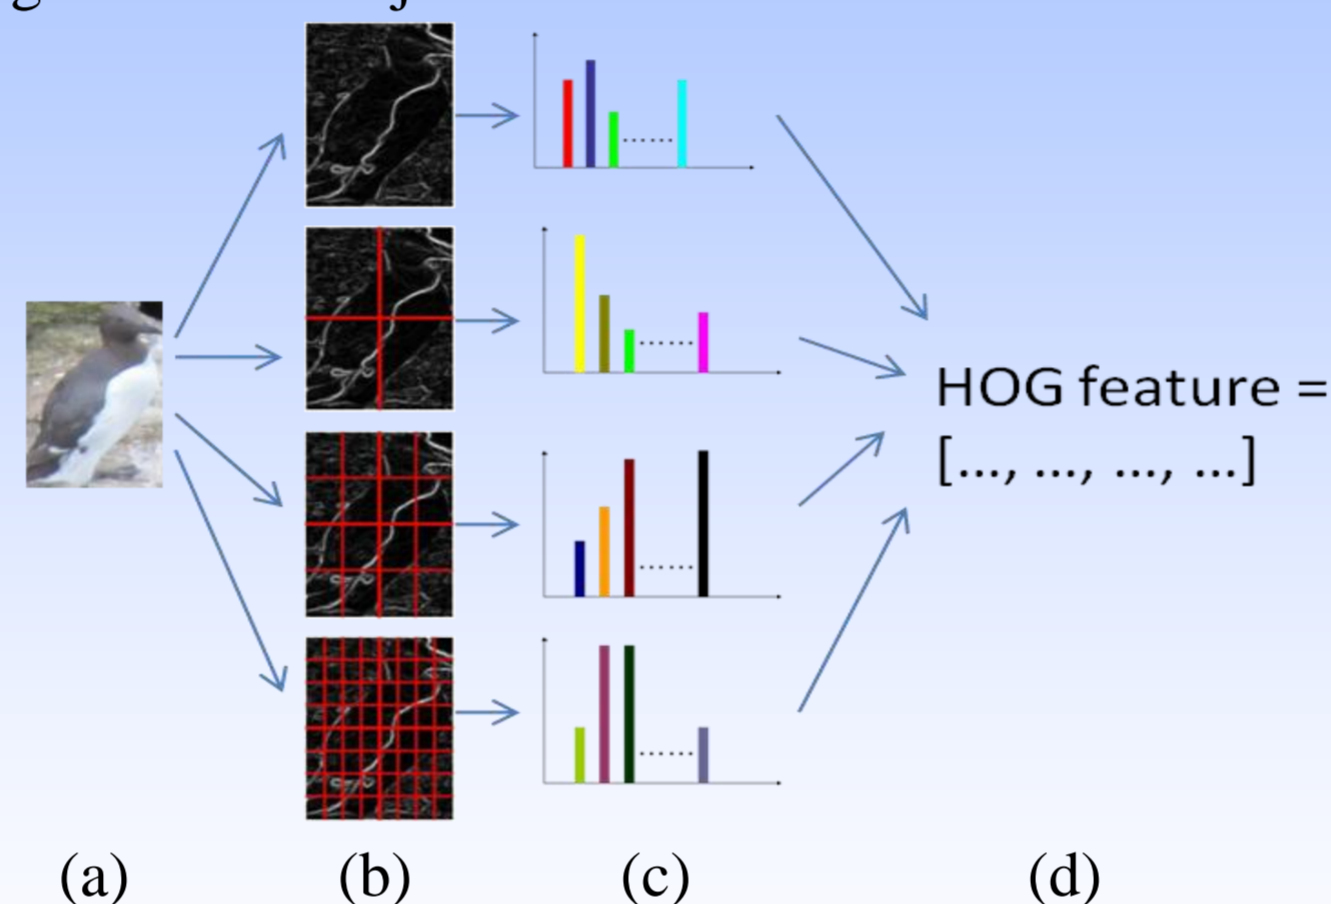 HOG feature =
[..., ..., ..., ...]
(a) (b) (c) (d)